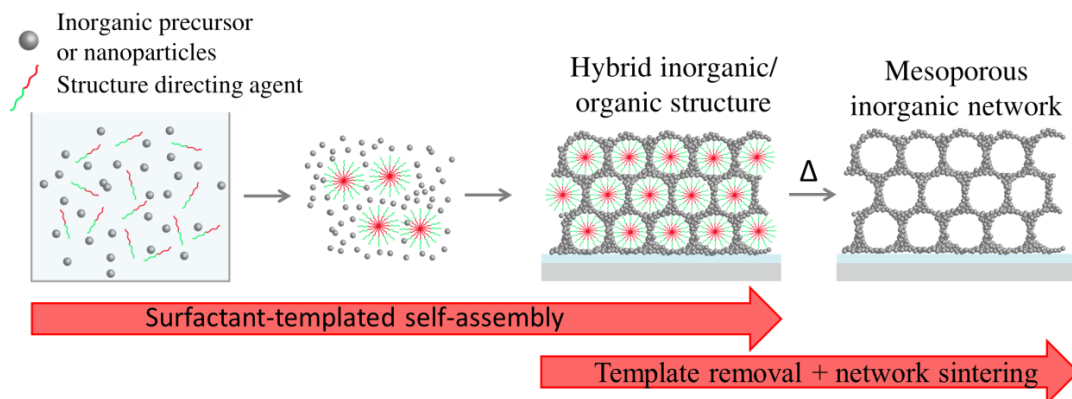 Inorganic precursor
or nanoparticles
Structure directing agent
Hybrid inorganic/
organic structure
Mesoporous
inorganic network
Δ
Surfactant-templated self-assembly
Template removal + network sintering